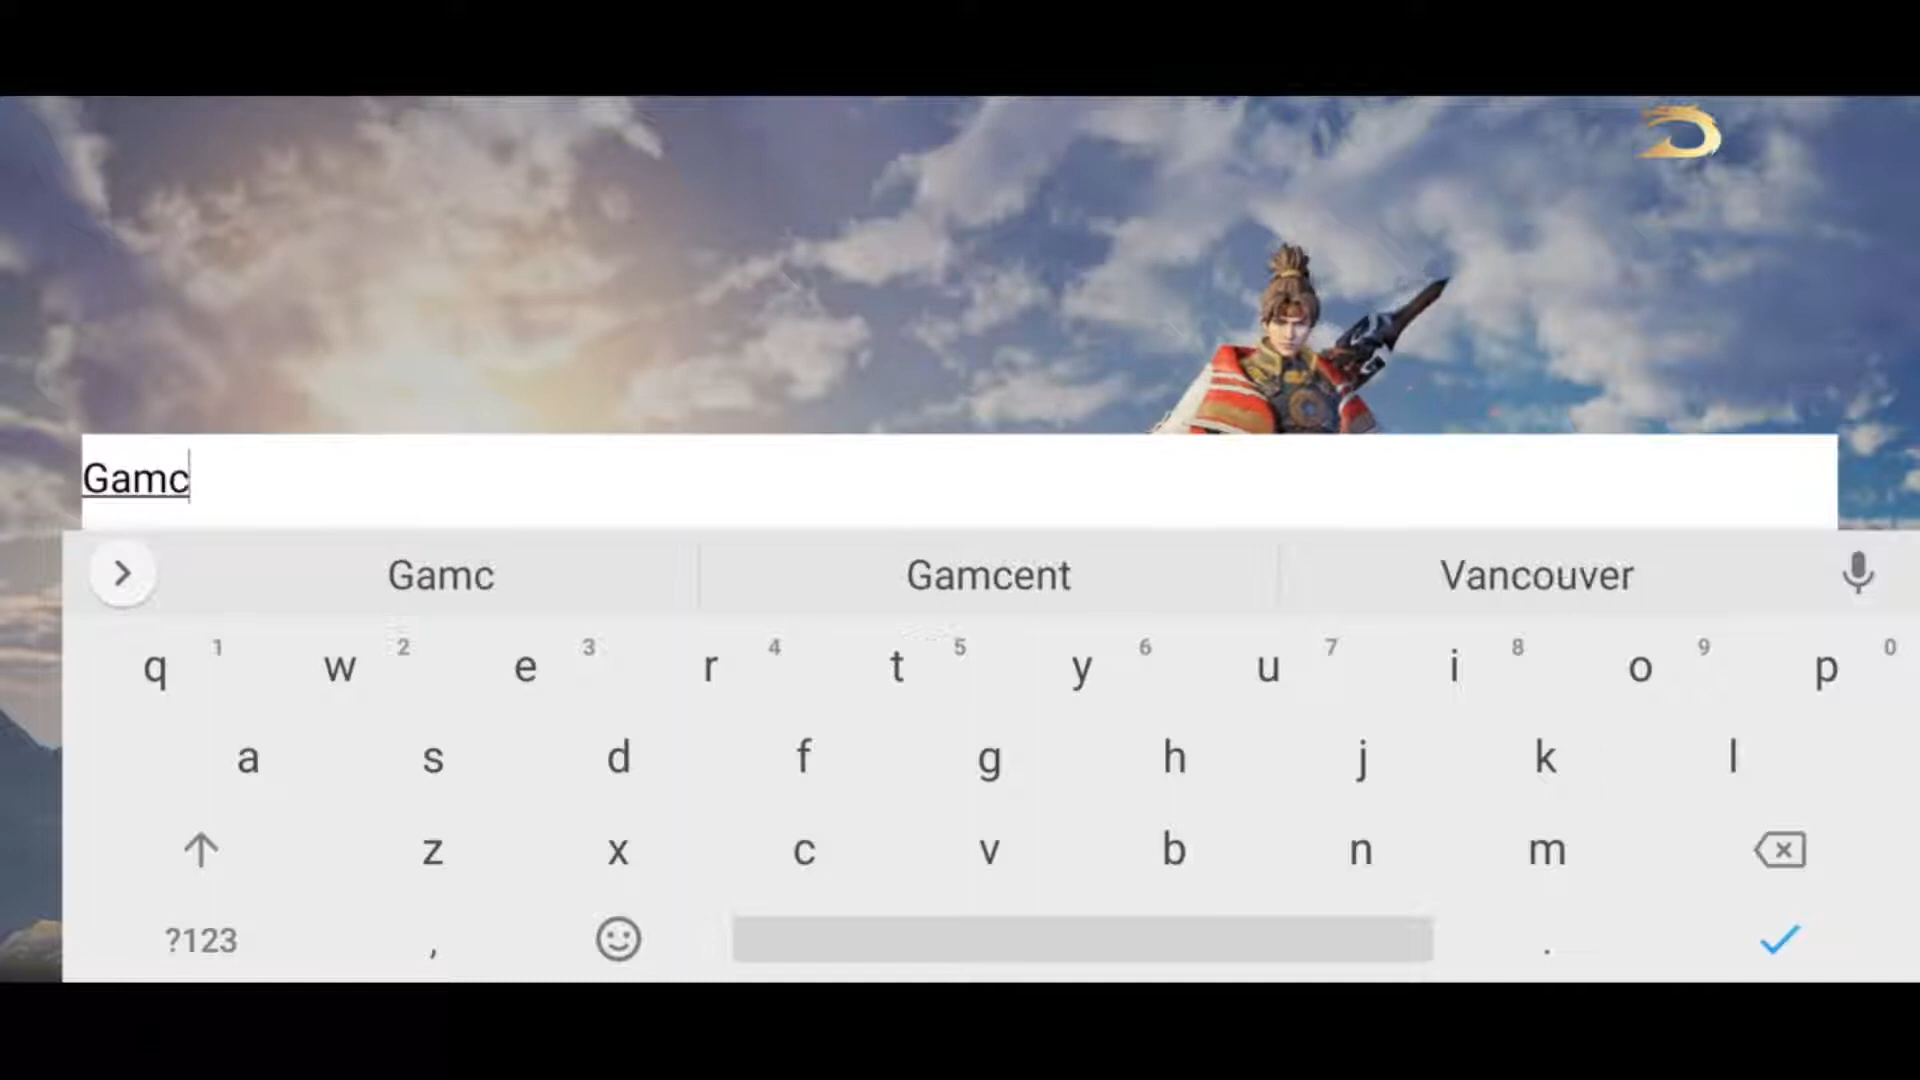 Gamc
Gamc Gamcent Vancouver
q 1 w 2 e 3 r 4 t 5 y 6 u 7 i 8 o 9 p 0
a s d f g h j k l
z x c v b n m
?123 , .